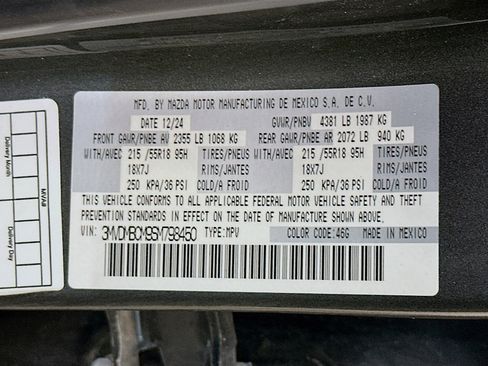 MFD. BY MAZDA MOTOR MANUFACTURING DE MEXICO S.A. DE C.V.
DATE 12/24 GVWR/PNBV 4381 LB 1987 KG
FRONT GAWR/PNBE AV 2355 LB 1068 KG REAR GAWR/PNBE AR 2072 LB 940 KG
WITH/AVEC 215 /55R18 95H TIRES/PNEUS WITH/AVEC 215 /55R18 95H TIRES/PNEUS
18X7J RIMS/JANTES 18X7J RIMS/JANTES
250 KPA/36 PSI COLD/A FROID 250 KPA/36 PSI COLD/A FROID
THIS VEHICLE CONFORMS TO ALL APPLICABLE FEDERAL MOTOR VEHICLE SAFETY AND THEFT
PREVENTION STANDARDS IN EFFECT ON THE DATE OF MANUFACTURE SHOWN ABOVE.
VIN: 3MVDMBCM9SM798450 TYPE:MPV COLOR CODE:46G MADE IN MEXICO
Delivery Month
MVAB
Delivery Day